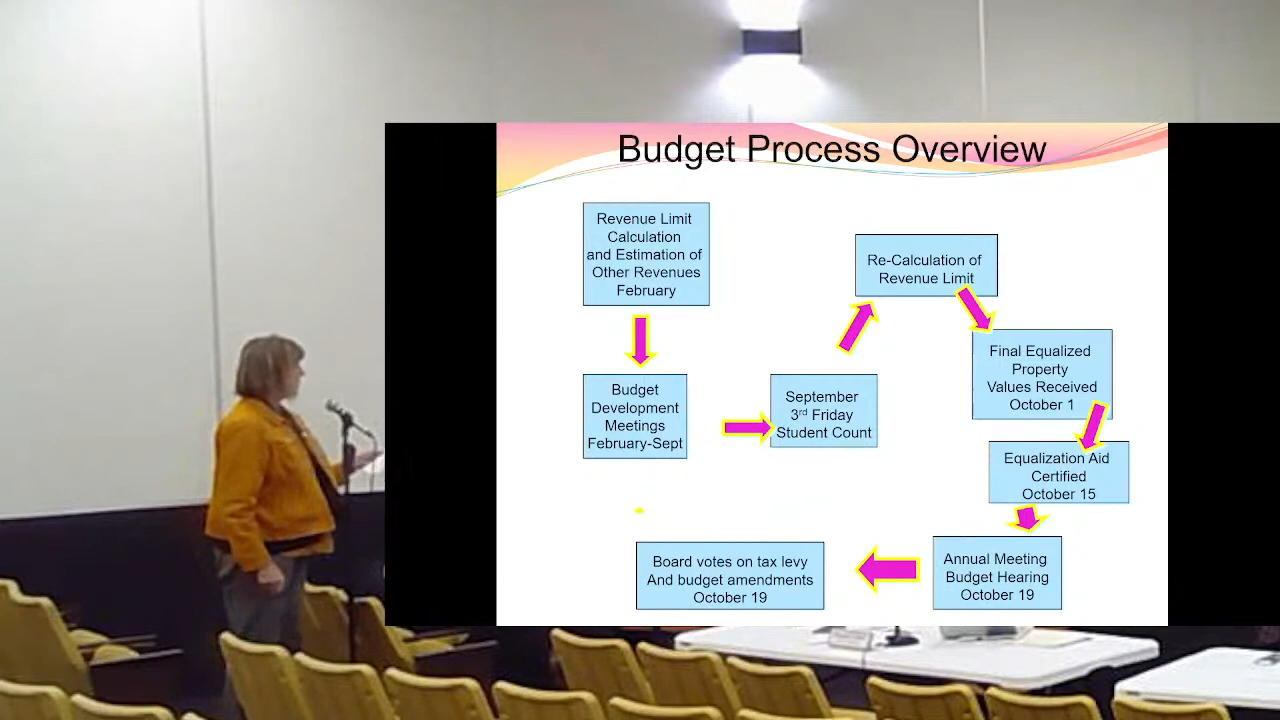 Budget Process Overview
Revenue Limit
Calculation
and Estimation of
Other Revenues
February
Budget
Development
Meetings
February-Sept
September
3rd Friday
Student Count
Re-Calculation of
Revenue Limit
Final Equalized
Property
Values Received
October 1
Equalization Aid
Certified
October 15
Annual Meeting
Budget Hearing
October 19
Board votes on tax levy
And budget amendments
October 19